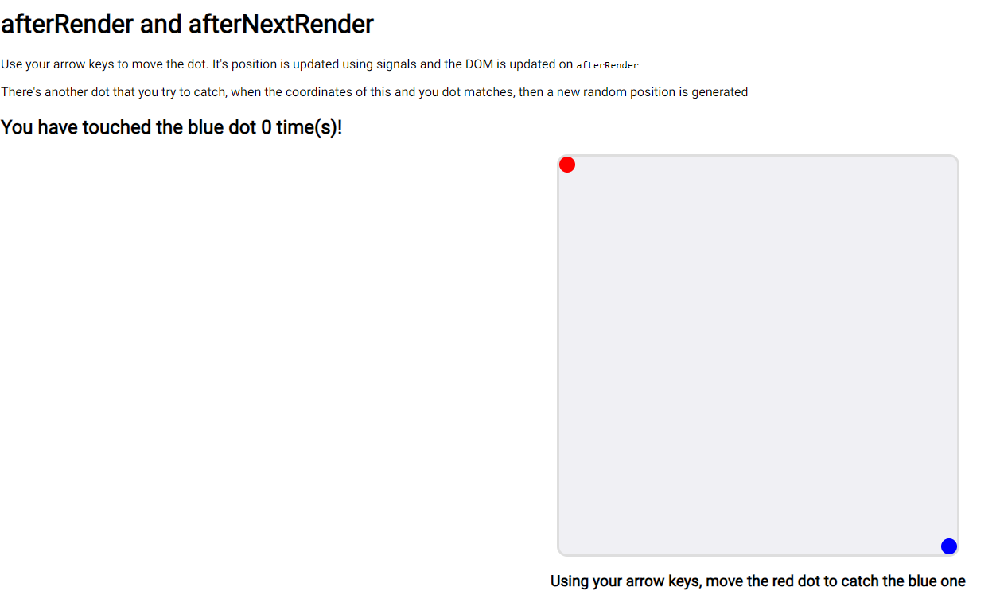 afterRender and afterNextRender
Use your arrow keys to move the dot. It's position is updated using signals and the DOM is updated on afterRender
There's another dot that you try to catch, when the coordinates of this and you dot matches, then a new random position is generated
You have touched the blue dot 0 time(s)!
Using your arrow keys, move the red dot to catch the blue one